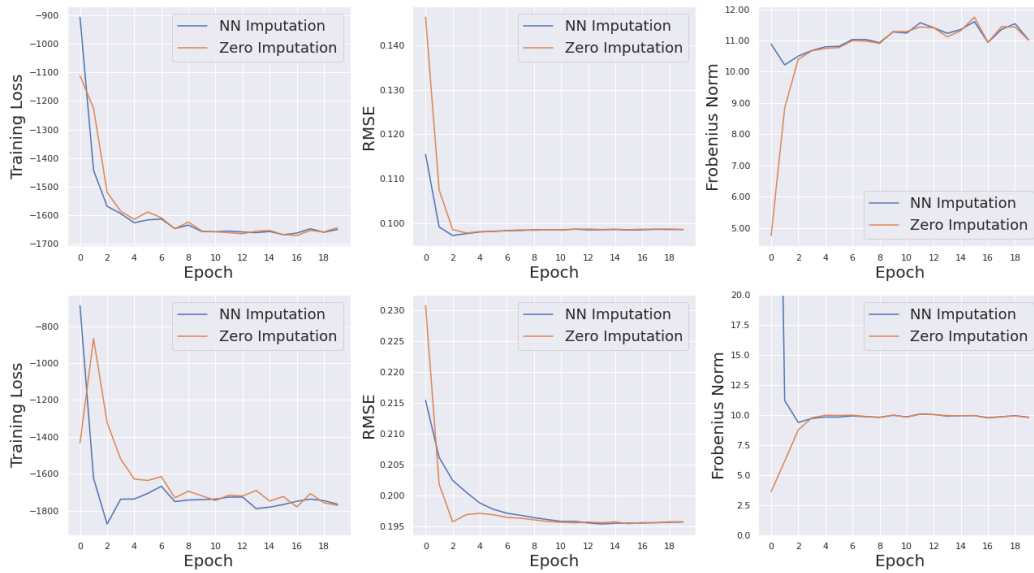 Training Loss
-900
-1000
-1100
-1200
-1300
-1400
-1500
-1600
-1700
NN Imputation
Zero Imputation
0 2 4 6 8 10 12 14 16 18
Epoch
RMSE
0.140
0.130
0.120
0.110
0.100
NN Imputation
Zero Imputation
0 2 4 6 8 10 12 14 16 18
Epoch
Frobenius Norm
12.00
11.00
10.00
9.00
8.00
7.00
6.00
5.00
NN Imputation
Zero Imputation
0 2 4 6 8 10 12 14 16 18
Epoch
Training Loss
-800
-1000
-1200
-1400
-1600
-1800
NN Imputation
Zero Imputation
0 2 4 6 8 10 12 14 16 18
Epoch
RMSE
0.230
0.225
0.220
0.215
0.210
0.205
0.200
0.195
NN Imputation
Zero Imputation
0 2 4 6 8 10 12 14 16 18
Epoch
Frobenius Norm
20.0
17.5
15.0
12.5
10.0
7.5
5.0
2.5
0.0
NN Imputation
Zero Imputation
0 2 4 6 8 10 12 14 16 18
Epoch